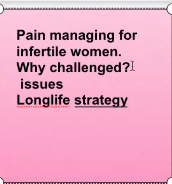 Pain managing for
infertile women.
Why challenged?
issues
Longlife strategy